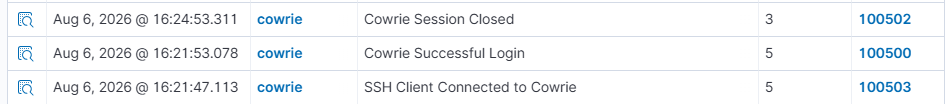 Aug 6, 2026 @ 16:24:53.311 cowrie Cowrie Session Closed 3 100502
Aug 6, 2026 @ 16:21:53.078 cowrie Cowrie Successful Login 5 100500
Aug 6, 2026 @ 16:21:47.113 cowrie SSH Client Connected to Cowrie 5 100503